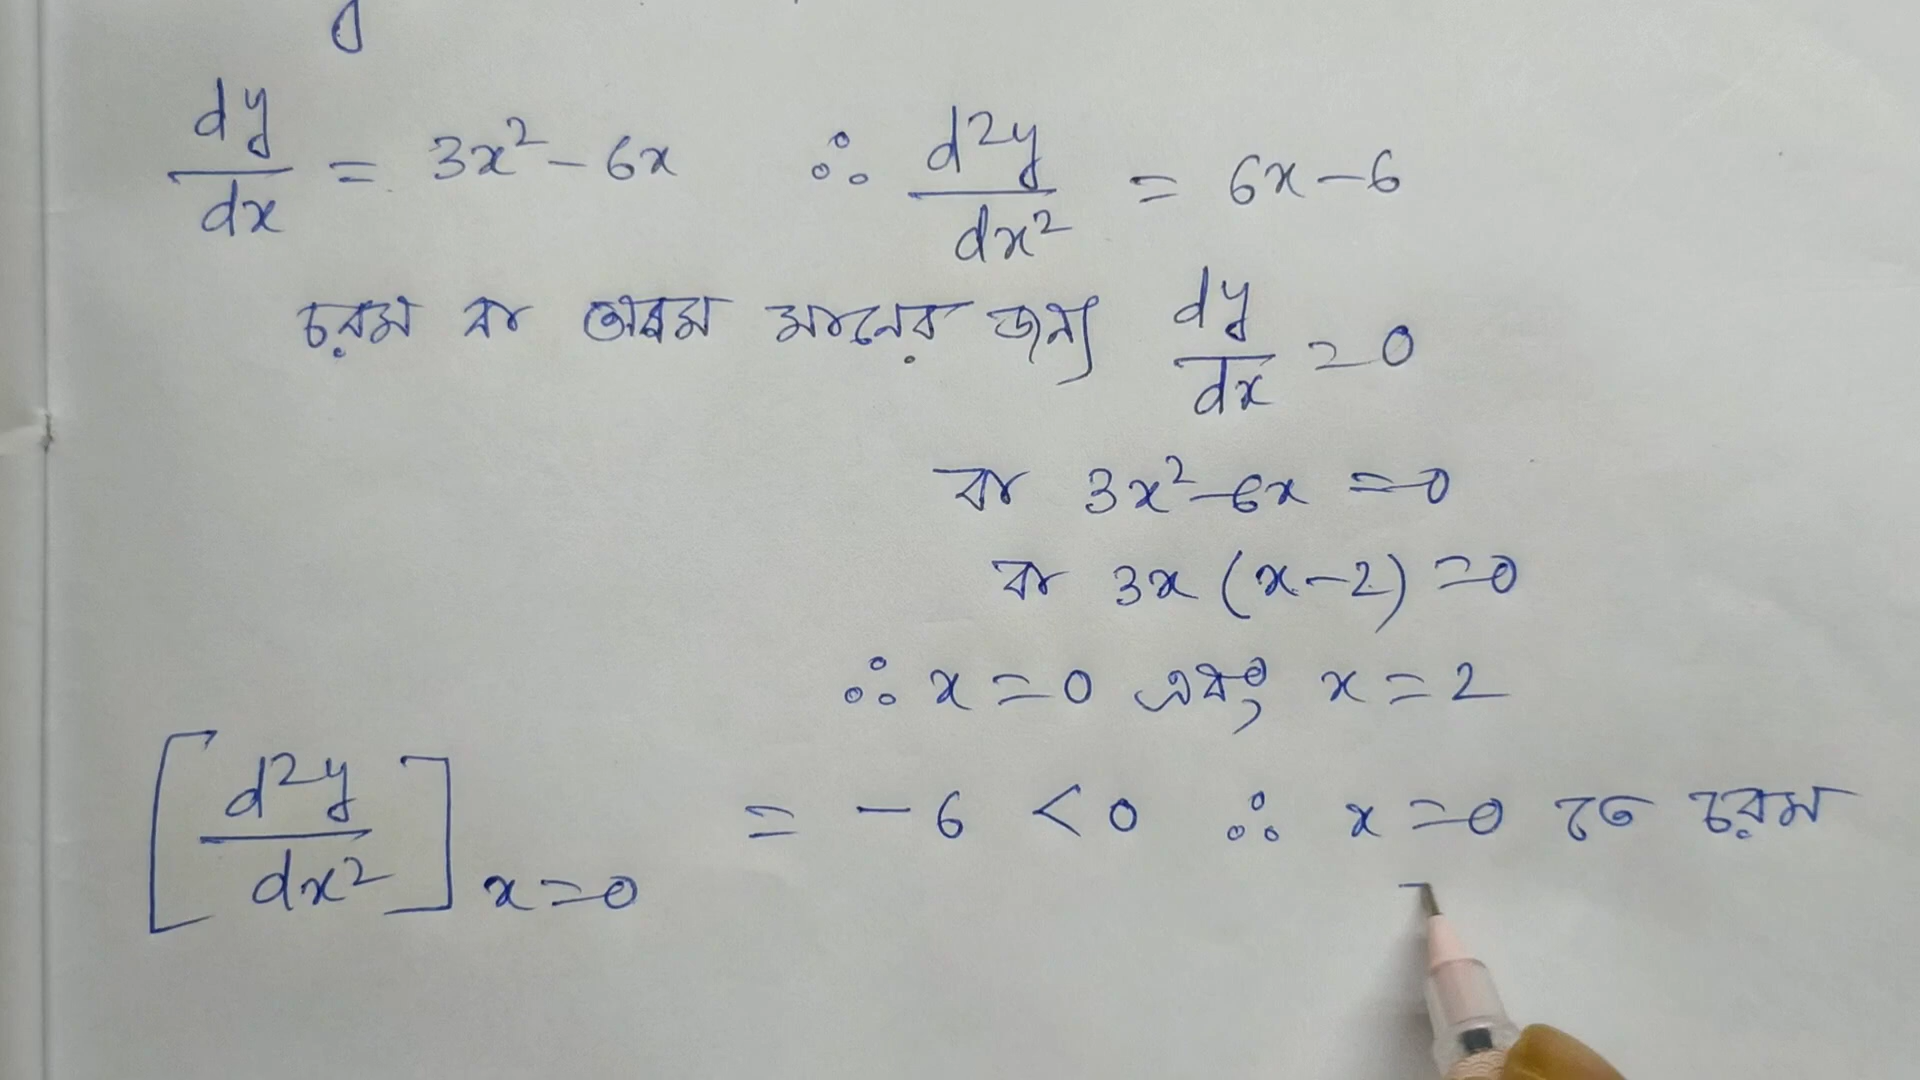 dy/dx = 3x² - 6x ∴ d²y/dx² = 6x - 6
চরম বা অবম মানের জন্য dy/dx = 0
বা 3x² - 6x = 0
বা 3x (x - 2) = 0
∴ x = 0 এবং x = 2
[d²y/dx²] x = 0 = - 6 < 0 ∴ x = 0 তে চরম